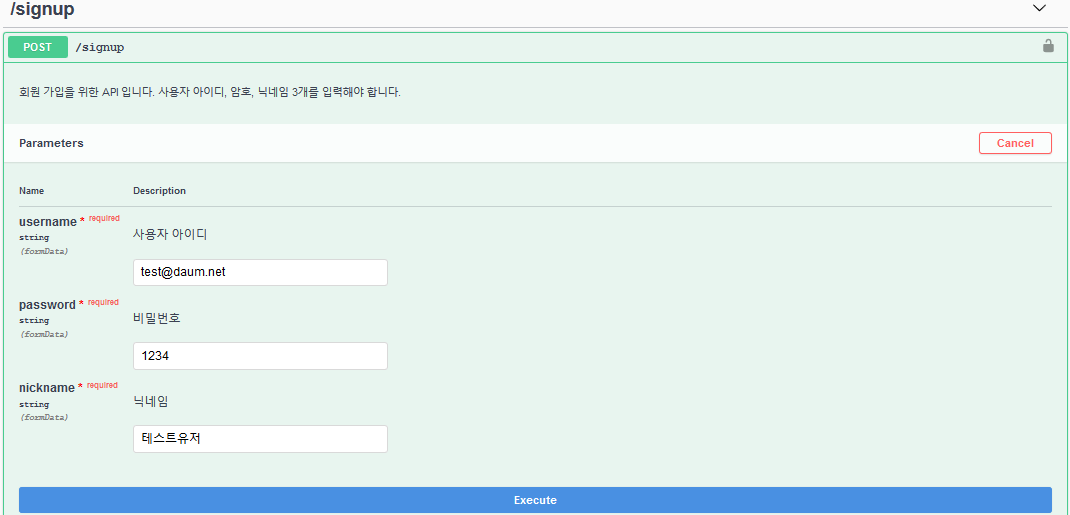 /signup
POST /signup
회원 가입을 위한 API 입니다. 사용자 아이디, 암호, 닉네임 3개를 입력해야 합니다.
Parameters Cancel
Name Description
username * required
string
(formData)
사용자 아이디
test@daum.net
password * required
string
(formData)
비밀번호
1234
nickname * required
string
(formData)
닉네임
테스트유저
Execute